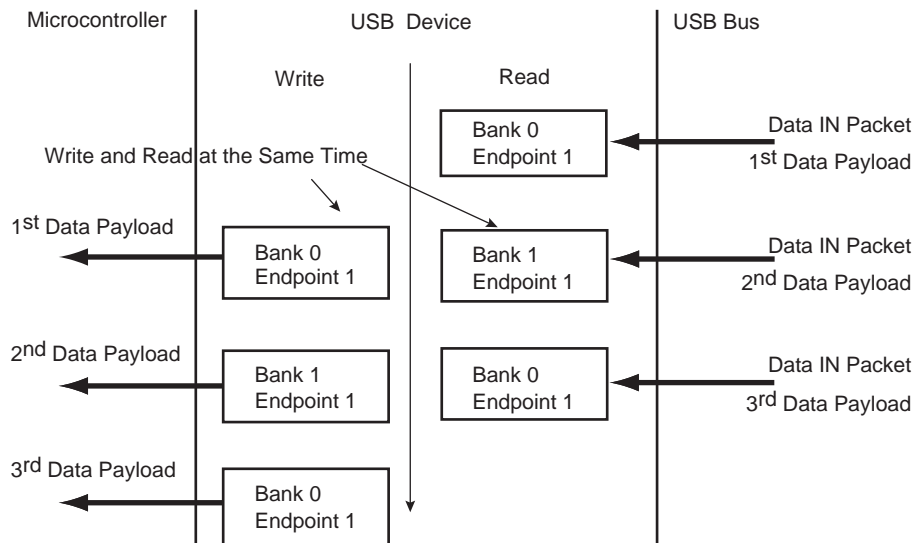 Microcontroller
USB Device
USB Bus
Write
Read
Bank 0
Endpoint 1
Data IN Packet
1st Data Payload
Write and Read at the Same Time
1st Data Payload
Bank 0
Endpoint 1
Bank 1
Endpoint 1
Data IN Packet
2nd Data Payload
2nd Data Payload
Bank 1
Endpoint 1
Bank 0
Endpoint 1
Data IN Packet
3rd Data Payload
3rd Data Payload
Bank 0
Endpoint 1